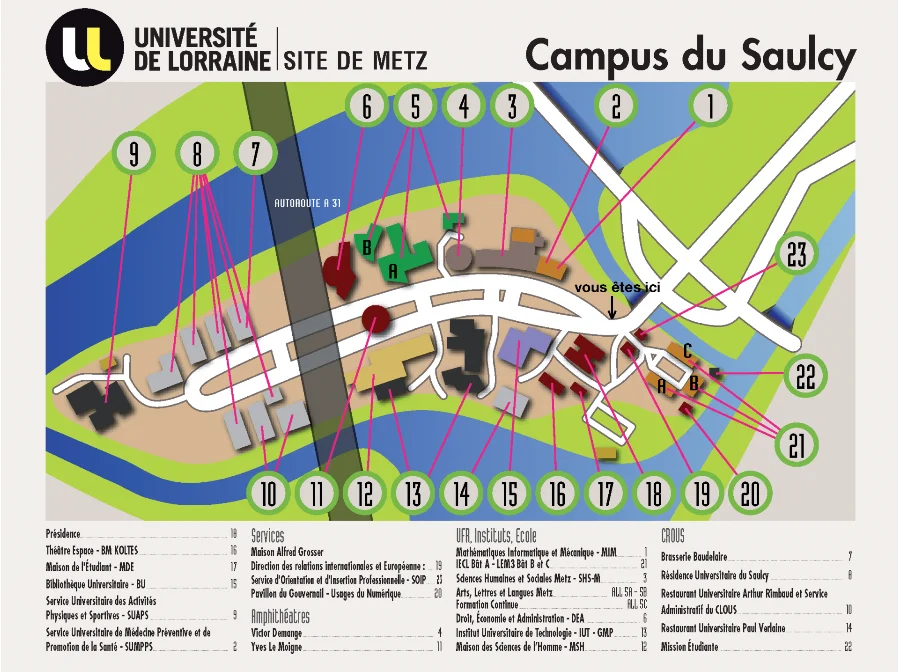 UNIVERSITÉ
DE LORRAINE
SITE DE METZ
Campus du Saulcy
6
5
4
3
2
1
9
8
7
AUTOROUTE A 31
B
A
23
vous êtes ici
C
A
B
22
21
10
11
12
13
14
15
16
17
18
19
20
Présidence 18
Théâtre Espace - BM KOLTES 16
Maison de l'Étudiant - MDE 17
Bibliothèque Universitaire - BU 15
Service Universitaire des Activités
Physiques et Sportives - SUAPS 9
Service Universitaire de Médecine Préventive et de
Promotion de la Santé - SUMPPS 2
Services
Maison Alfred Grosser
Direction des relations internationales et Européenne : 19
Service d'Orientation et d'Insertion Professionnelle - SOIP 23
Pavillon du Gouvernail - Usages du Numérique 20
Amphithéâtres
Victor Demange 4
Yves Le Moigne 11
UFR, Instituts, Ecole
Mathématiques Informatique et Mécanique - MIM 1
IECL Bât A - LEM3 Bât B et C 21
Sciences Humaines et Sociales Metz - SHS-M 3
Arts, Lettres et Langues Metz ALL 5A - 5B
Formation Continue ALL 5C
Droit, Économie et Administration - DEA 6
Institut Universitaire de Technologie - IUT - GMP 13
Maison des Sciences de l'Homme - MSH 12
CROUS
Brasserie Baudelaire 7
Résidence Universitaire du Saulcy 8
Restaurant Universitaire Arthur Rimbaud et Service
Administratif du CLOUS 10
Restaurant Universitaire Paul Verlaine 14
Mission Étudiante 22